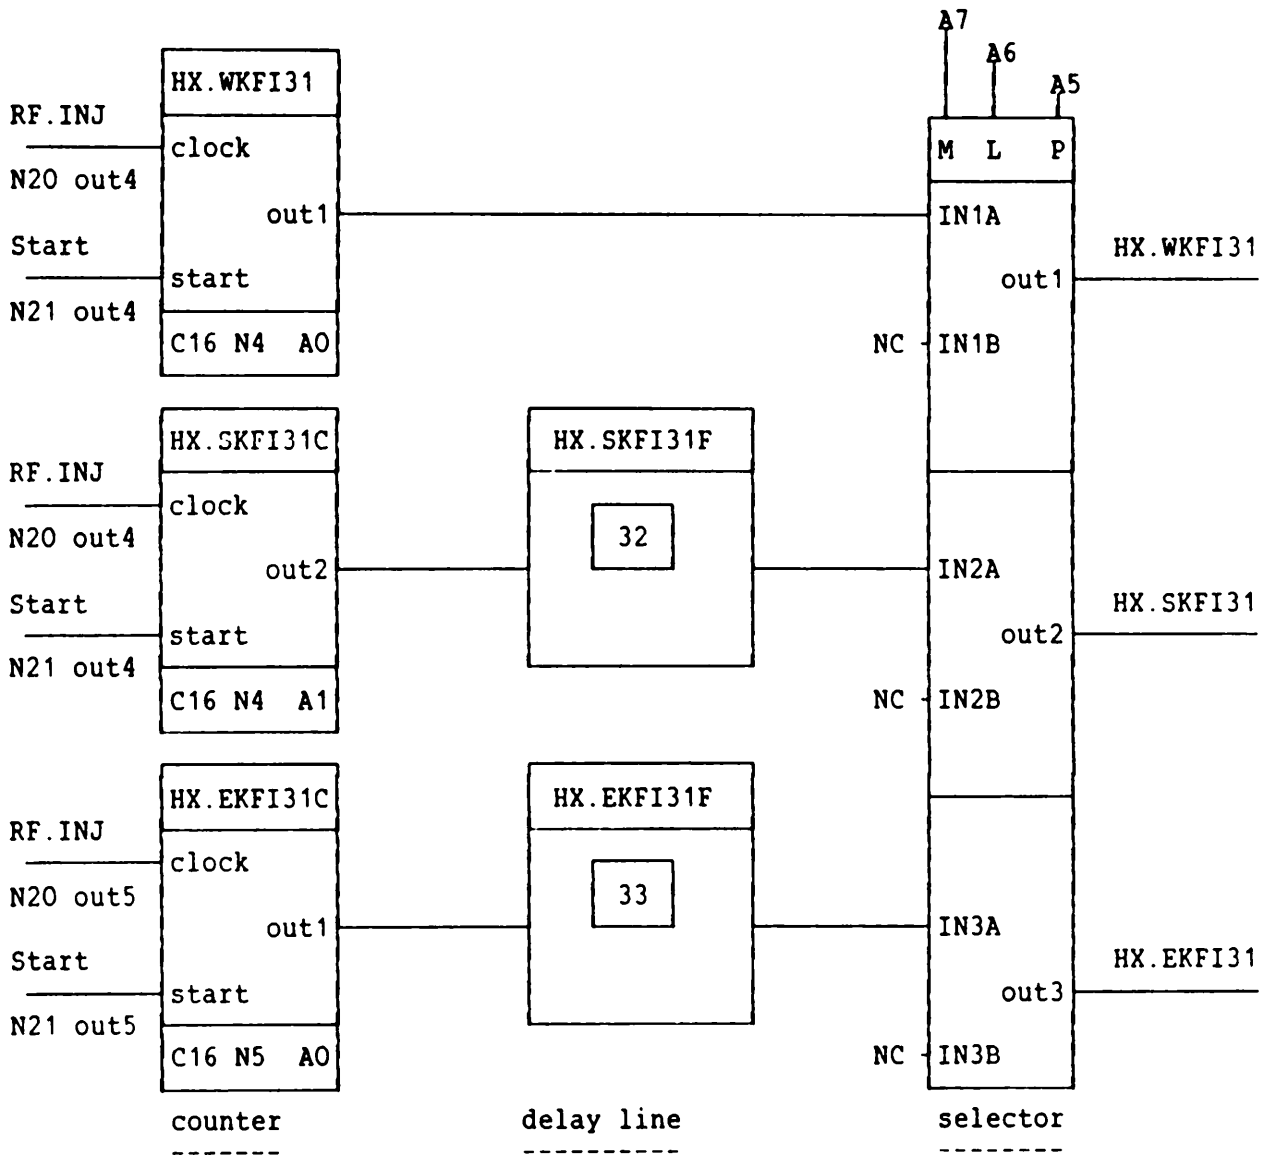 A7
A6
A5
HX.WKFI31
RF.INJ
clock
N20 out4
out1
Start
start
N21 out4
C16 N4 A0
M L P
IN1A
HX.WKFI31
out1
NC IN1B
HX.SKFI31C
RF.INJ
clock
N20 out4
out2
Start
start
N21 out4
C16 N4 A1
HX.SKFI31F
32
IN2A
HX.SKFI31
out2
NC IN2B
HX.EKFI31C
RF.INJ
clock
N20 out5
out1
Start
start
N21 out5
C16 N5 A0
HX.EKFI31F
33
IN3A
HX.EKFI31
out3
NC IN3B
counter
delay line
selector